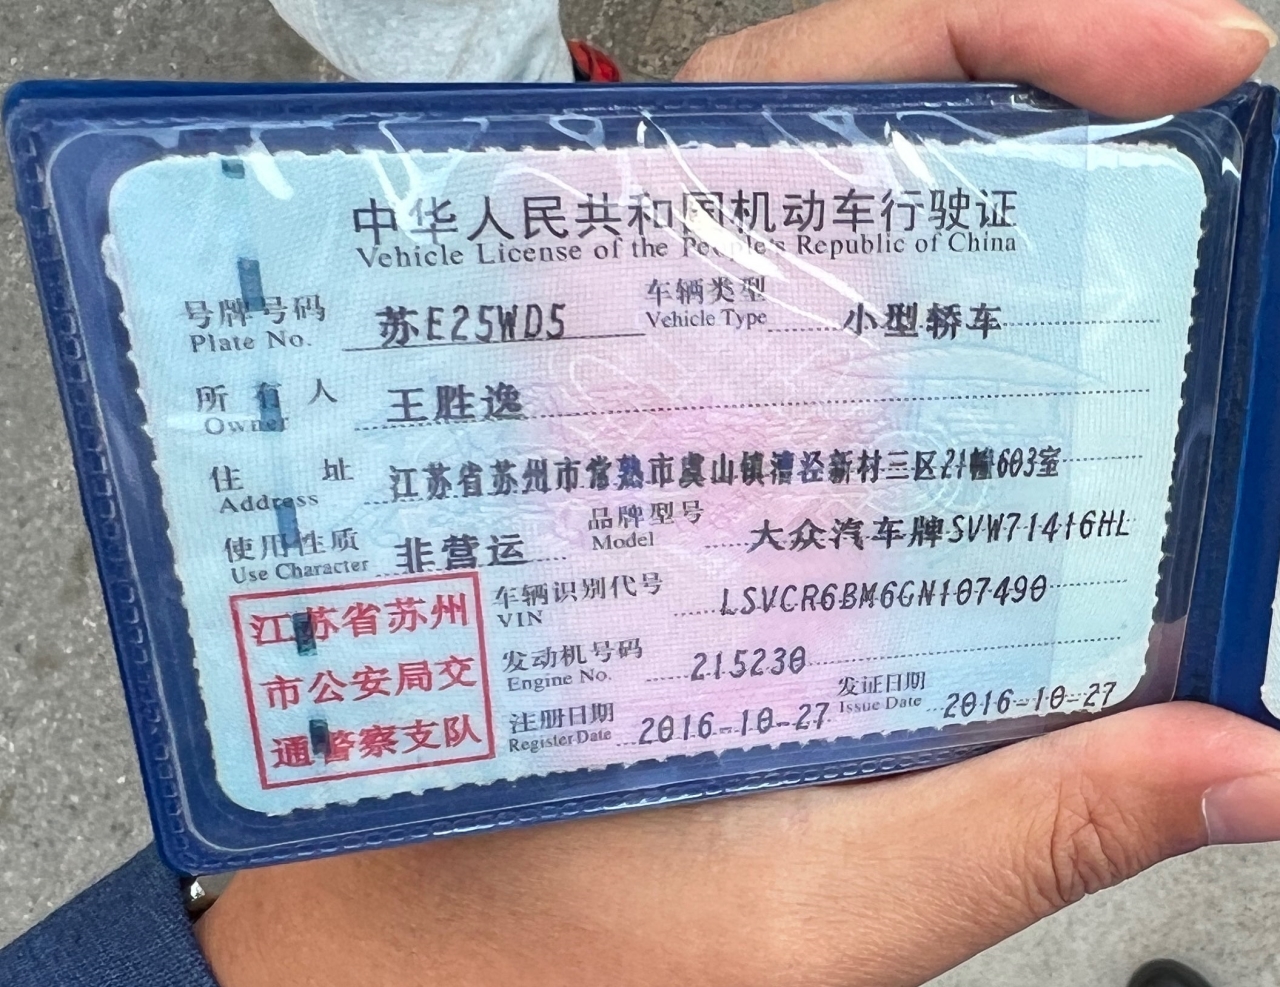 中华人民共和国机动车行驶证
Vehicle License of the People's Republic of China
号牌号码 苏E25WD5 车辆类型 小型轿车
Plate No. Vehicle Type
所有人 王胜逸
Owner
住址 江苏省苏州市常熟市虞山镇漕泾新村三区21幢603室
Address
使用性质 非营运 品牌型号 大众汽车牌SVW71416HL
Use Character Model
车辆识别代号 LSVCR6BM6GN107490
VIN
发动机号码 215230
Engine No.
注册日期 2016-10-27 发证日期 2016-10-27
Register Date Issue Date
江苏省苏州
市公安局交
通警察支队